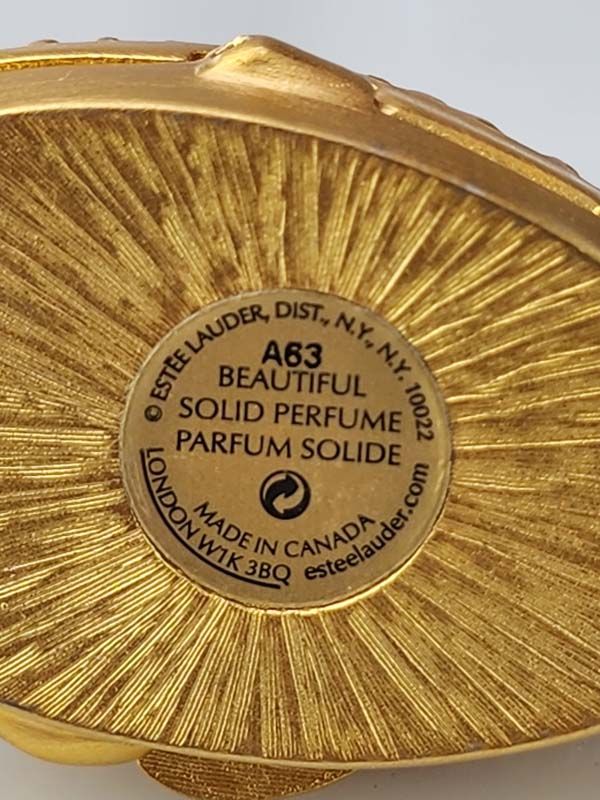 © ESTĒE LAUDER, DIST., N.Y., N.Y. 10022
A63
BEAUTIFUL
SOLID PERFUME
PARFUM SOLIDE
MADE IN CANADA
LONDON W1K 3BQ esteelauder.com